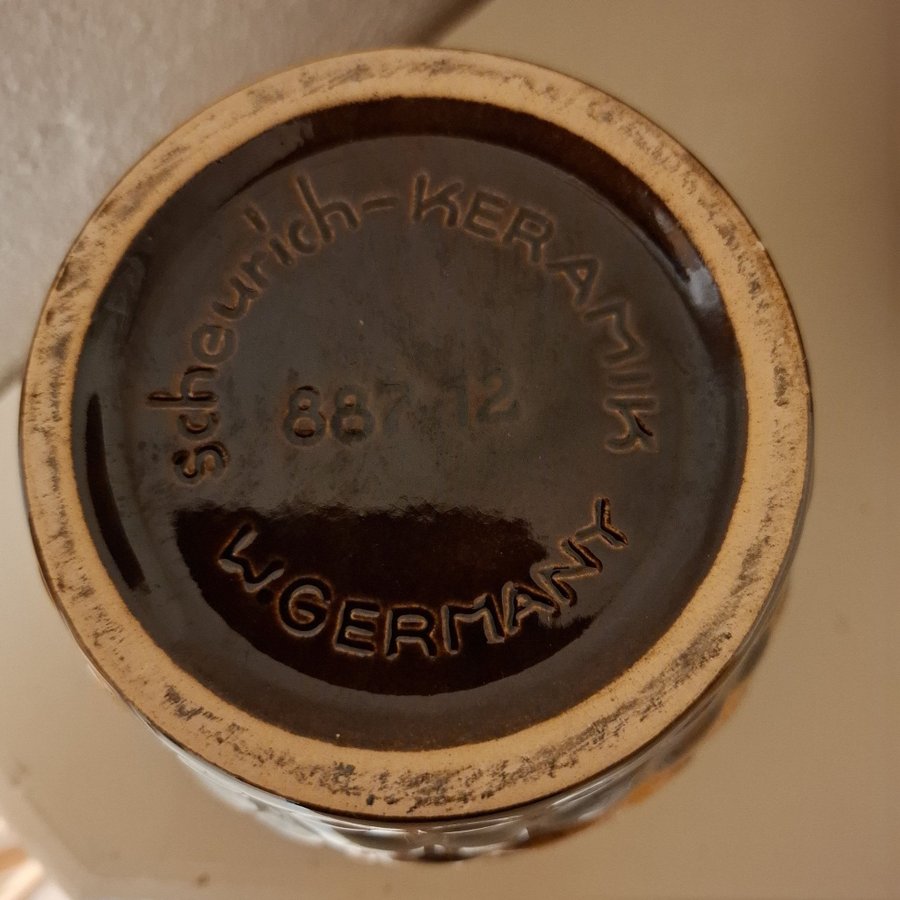 scheurich-KERAMIK
887 12
W.GERMANY